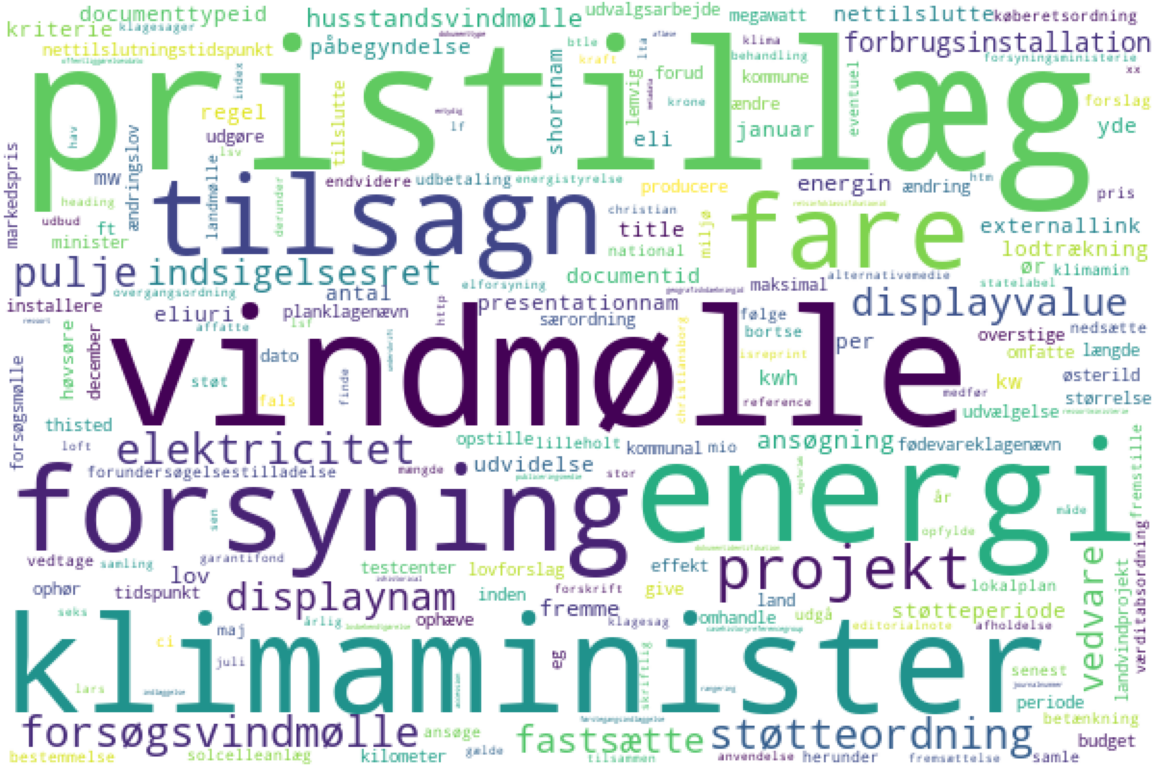 documenttypeid
husstandsvindmølle
udvalgsarbejde
megawatt
nettilslutte
køberetsordning
kriterie
klagesager
nettilslutningstidspunkt
påbegyndelse
btle
kraft
lta
klima
behandling
forbrugsinstallation
forsyningsministerie
xx
pristillæg
index
regel
udgøre
tilslutte
lf
shortnam
forud
lemvig
krone
kommune
ændre
januar
eli
eventuel
forslag
yde
hav
lsv
markedspris
mw
ændringslov
landmølle
endvidere
udbetaling
energistyrelse
producere
energin
ændring
htm
pris
heading
udbud
ft
minister
derunder
tilsagn
christian
title
national
miljø
fare
externallink
lodtrækning
pulje
indsigelsesret
documentid
ør
klimamin
alternativemedie
statelabel
installere
overgangsordning
antal
elforsyning
maksimal
displayvalue
eliuri
planklagenævn
http
presentationnam
særordning
følge
bortse
per
overstige
nedsætte
affatte
lsf
høvsøre
december
vindmølle
dato
støt
fals
finde
christiansborg
isreprint
kwh
reference
kw
omfatte
længde
østerild
størrelse
medfør
udvælgelse
forsøgsmølle
thisted
loft
elektricitet
opstille
lilleholt
kommunal
mio
ansøgning
fødevareklagenævn
forundersøgelsestilladelse
mængde
udvidelse
stor
forsyning
energi
år
opfylde
måde
fremstille
værditabsordning
sen
vedtage
samling
garantifond
testcenter
lovforslag
effekt
projekt
lokalplan
vedvare
landvindprojekt
ophør
tidspunkt
lov
ishistorical
inden
forskrift
give
displaynam
fremme
land
støtteperiode
seks
årlig
ophæve
klagesag
omhandle
udgå
editorialnote
afholdelse
klimaminister
ci
maj
juli
lars
eg
skriftlig
senest
periode
betænkning
forsøgsvindmølle
ansøge
fastsætte
støtteordning
budget
bestemmelse
solcelleanlæg
kilometer
gælde
tilsammen
anvendelse
herunder
fremsættelse
samle